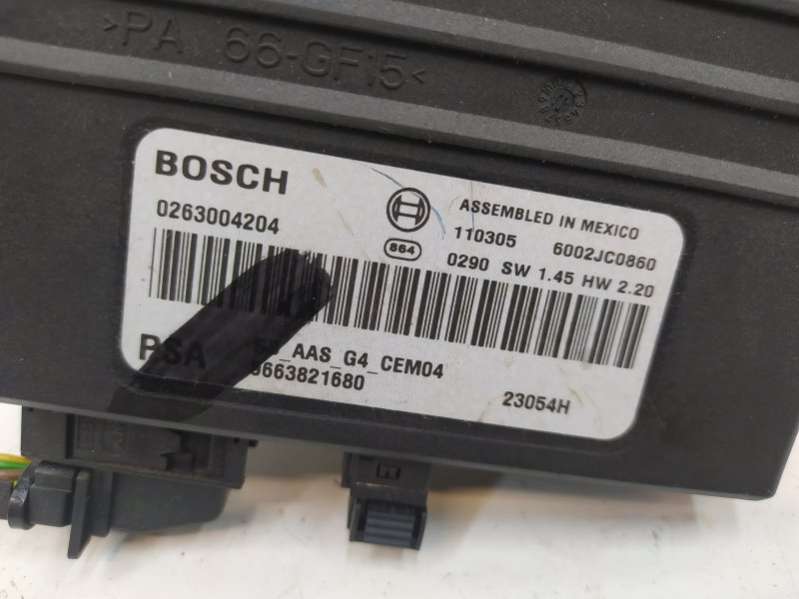 >PA 66-GF15<
BOSCH
0263004204
864
ASSEMBLED IN MEXICO
110305 6002JC0860
0290 SW 1.45 HW 2.20
PSA AAS_G4_CEM04
9663821680
23054H